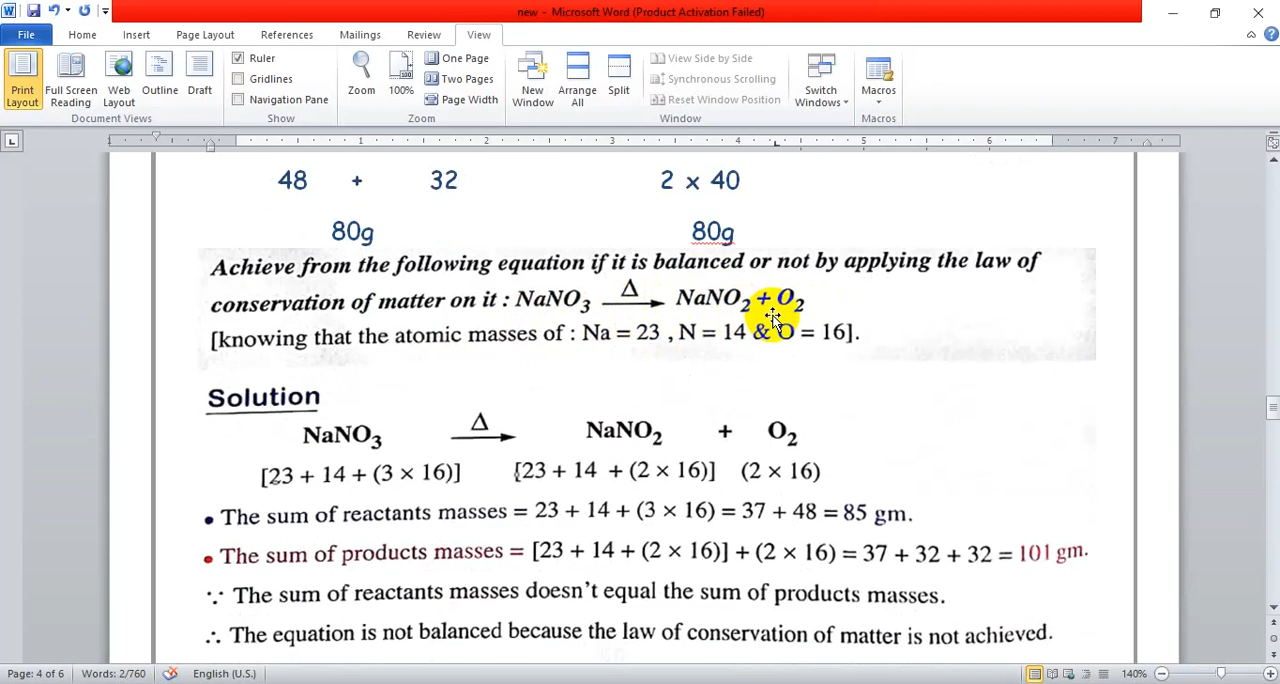 new - Microsoft Word (Product Activation Failed)
File Home Insert Page Layout References Mailings Review View
Print Layout
Full Screen Reading
Web Layout
Outline
Draft
Document Views
Ruler
Gridlines
Navigation Pane
Show
Zoom
100%
One Page
Two Pages
Page Width
Zoom
New Window
Arrange All
Split
View Side by Side
Synchronous Scrolling
Reset Window Position
Window
Switch Windows
Macros
Macros
1 1 2 3 4 5 6 7
48 + 32 2 x 40
80g 80g
Achieve from the following equation if it is balanced or not by applying the law of
conservation of matter on it : NaNO₃ —Δ→ NaNO₂ + O₂
[knowing that the atomic masses of : Na = 23 , N = 14 & O = 16].
Solution
NaNO₃ —Δ→ NaNO₂ + O₂
[23 + 14 + (3 × 16)] [23 + 14 + (2 × 16)] (2 × 16)
• The sum of reactants masses = 23 + 14 + (3 × 16) = 37 + 48 = 85 gm.
• The sum of products masses = [23 + 14 + (2 × 16)] + (2 × 16) = 37 + 32 + 32 = 101 gm.
∵ The sum of reactants masses doesn't equal the sum of products masses.
∴ The equation is not balanced because the law of conservation of matter is not achieved.
Page: 4 of 6 Words: 2/760 English (U.S.) 140%